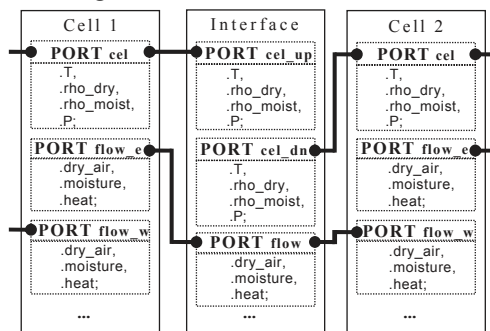 Cell 1
PORT cel
.T,
.rho_dry,
.rho_moist,
.P;
PORT flow_e
.dry_air,
.moisture,
.heat;
PORT flow_w
.dry_air,
.moisture,
.heat;
...
Interface
PORT cel_up
.T,
.rho_dry,
.rho_moist,
.P;
PORT cel_dn
.T,
.rho_dry,
.rho_moist,
.P;
PORT flow
.dry_air,
.moisture,
.heat;
...
Cell 2
PORT cel
.T,
.rho_dry,
.rho_moist,
.P;
PORT flow_e
.dry_air,
.moisture,
.heat;
PORT flow_w
.dry_air,
.moisture,
.heat;
...